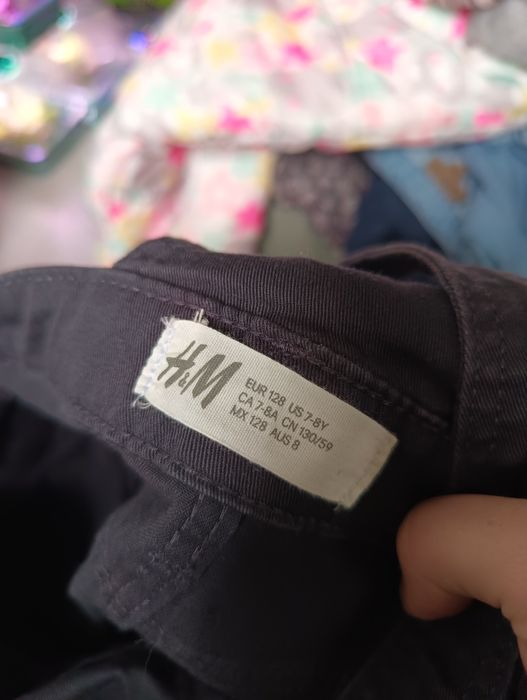 H&M
EUR 128 US 7-8Y
CA 7-8A CN 130/59
MX 128 AUS 8